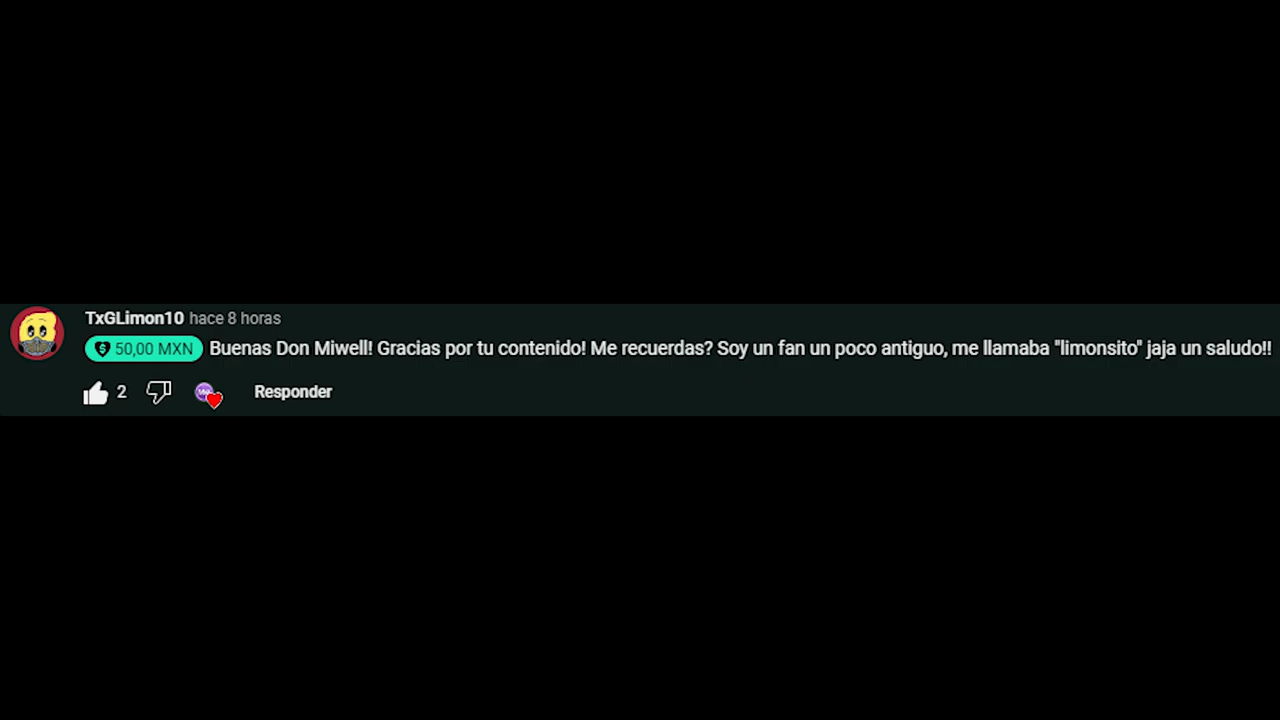 TxGLimon10 hace 8 horas
50,00 MXN Buenas Don Miwell! Gracias por tu contenido! Me recuerdas? Soy un fan un poco antiguo, me llamaba "limonsito" jaja un saludo!!
2 Responder